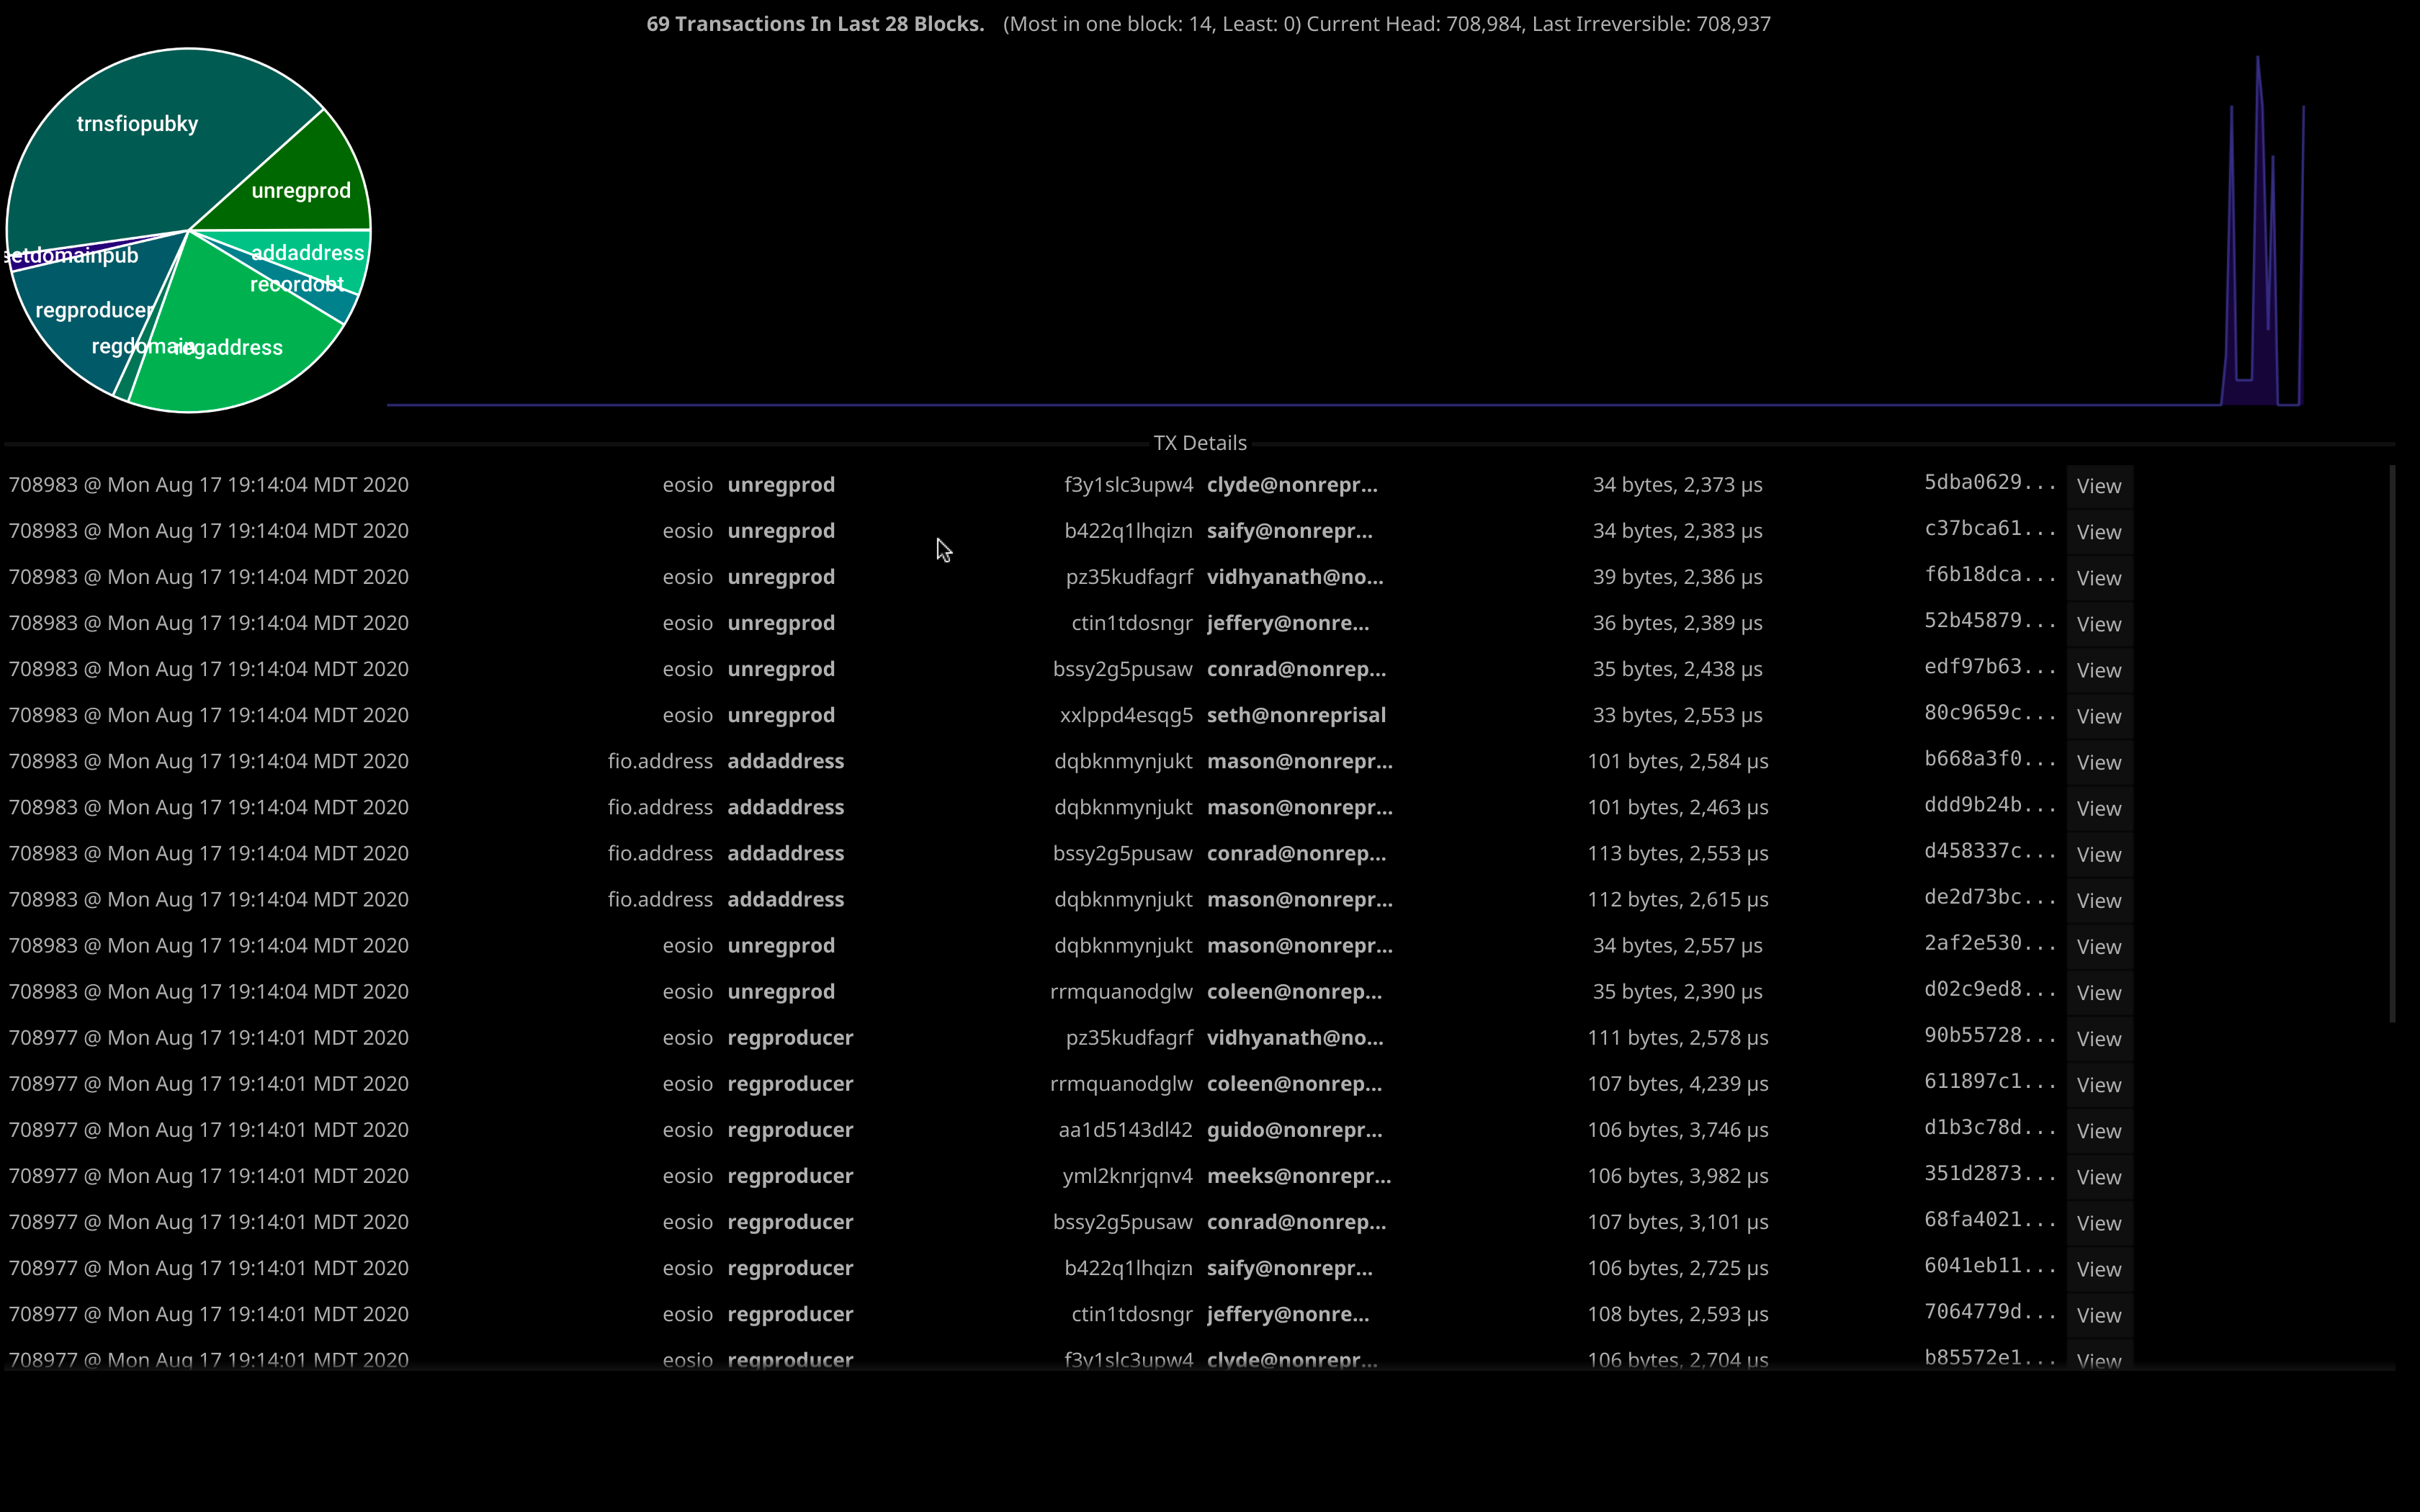 69 Transactions In Last 28 Blocks. (Most in one block: 14, Least: 0) Current Head: 708,984, Last Irreversible: 708,937
trnsfiopubky
unregprod
addaddress
setdomainpub
recordobt
regproducer
regdomain
regaddress
TX Details
708983 @ Mon Aug 17 19:14:04 MDT 2020 eosio unregprod f3y1slc3upw4 clyde@nonrepr... 34 bytes, 2,373 µs 5dba0629... View
708983 @ Mon Aug 17 19:14:04 MDT 2020 eosio unregprod b422q1lhqizn saify@nonrepr... 34 bytes, 2,383 µs c37bca61... View
708983 @ Mon Aug 17 19:14:04 MDT 2020 eosio unregprod pz35kudfagrf vidhyanath@no... 39 bytes, 2,386 µs f6b18dca... View
708983 @ Mon Aug 17 19:14:04 MDT 2020 eosio unregprod ctin1tdosngr jeffery@nonre... 36 bytes, 2,389 µs 52b45879... View
708983 @ Mon Aug 17 19:14:04 MDT 2020 eosio unregprod bssy2g5pusaw conrad@nonrep... 35 bytes, 2,438 µs edf97b63... View
708983 @ Mon Aug 17 19:14:04 MDT 2020 eosio unregprod xxlppd4esqg5 seth@nonreprisal 33 bytes, 2,553 µs 80c9659c... View
708983 @ Mon Aug 17 19:14:04 MDT 2020 fio.address addaddress dqbknmynjukt mason@nonrepr... 101 bytes, 2,584 µs b668a3f0... View
708983 @ Mon Aug 17 19:14:04 MDT 2020 fio.address addaddress dqbknmynjukt mason@nonrepr... 101 bytes, 2,463 µs ddd9b24b... View
708983 @ Mon Aug 17 19:14:04 MDT 2020 fio.address addaddress bssy2g5pusaw conrad@nonrep... 113 bytes, 2,553 µs d458337c... View
708983 @ Mon Aug 17 19:14:04 MDT 2020 fio.address addaddress dqbknmynjukt mason@nonrepr... 112 bytes, 2,615 µs de2d73bc... View
708983 @ Mon Aug 17 19:14:04 MDT 2020 eosio unregprod dqbknmynjukt mason@nonrepr... 34 bytes, 2,557 µs 2af2e530... View
708983 @ Mon Aug 17 19:14:04 MDT 2020 eosio unregprod rrmquanodglw coleen@nonrep... 35 bytes, 2,390 µs d02c9ed8... View
708977 @ Mon Aug 17 19:14:01 MDT 2020 eosio regproducer pz35kudfagrf vidhyanath@no... 111 bytes, 2,578 µs 90b55728... View
708977 @ Mon Aug 17 19:14:01 MDT 2020 eosio regproducer rrmquanodglw coleen@nonrep... 107 bytes, 4,239 µs 611897c1... View
708977 @ Mon Aug 17 19:14:01 MDT 2020 eosio regproducer aa1d5143dl42 guido@nonrepr... 106 bytes, 3,746 µs d1b3c78d... View
708977 @ Mon Aug 17 19:14:01 MDT 2020 eosio regproducer yml2knrjqnv4 meeks@nonrepr... 106 bytes, 3,982 µs 351d2873... View
708977 @ Mon Aug 17 19:14:01 MDT 2020 eosio regproducer bssy2g5pusaw conrad@nonrep... 107 bytes, 3,101 µs 68fa4021... View
708977 @ Mon Aug 17 19:14:01 MDT 2020 eosio regproducer b422q1lhqizn saify@nonrepr... 106 bytes, 2,725 µs 6041eb11... View
708977 @ Mon Aug 17 19:14:01 MDT 2020 eosio regproducer ctin1tdosngr jeffery@nonre... 108 bytes, 2,593 µs 7064779d... View
708977 @ Mon Aug 17 19:14:01 MDT 2020 eosio regproducer f3y1slc3upw4 clyde@nonrepr... 106 bytes, 2,704 µs b85572e1... View